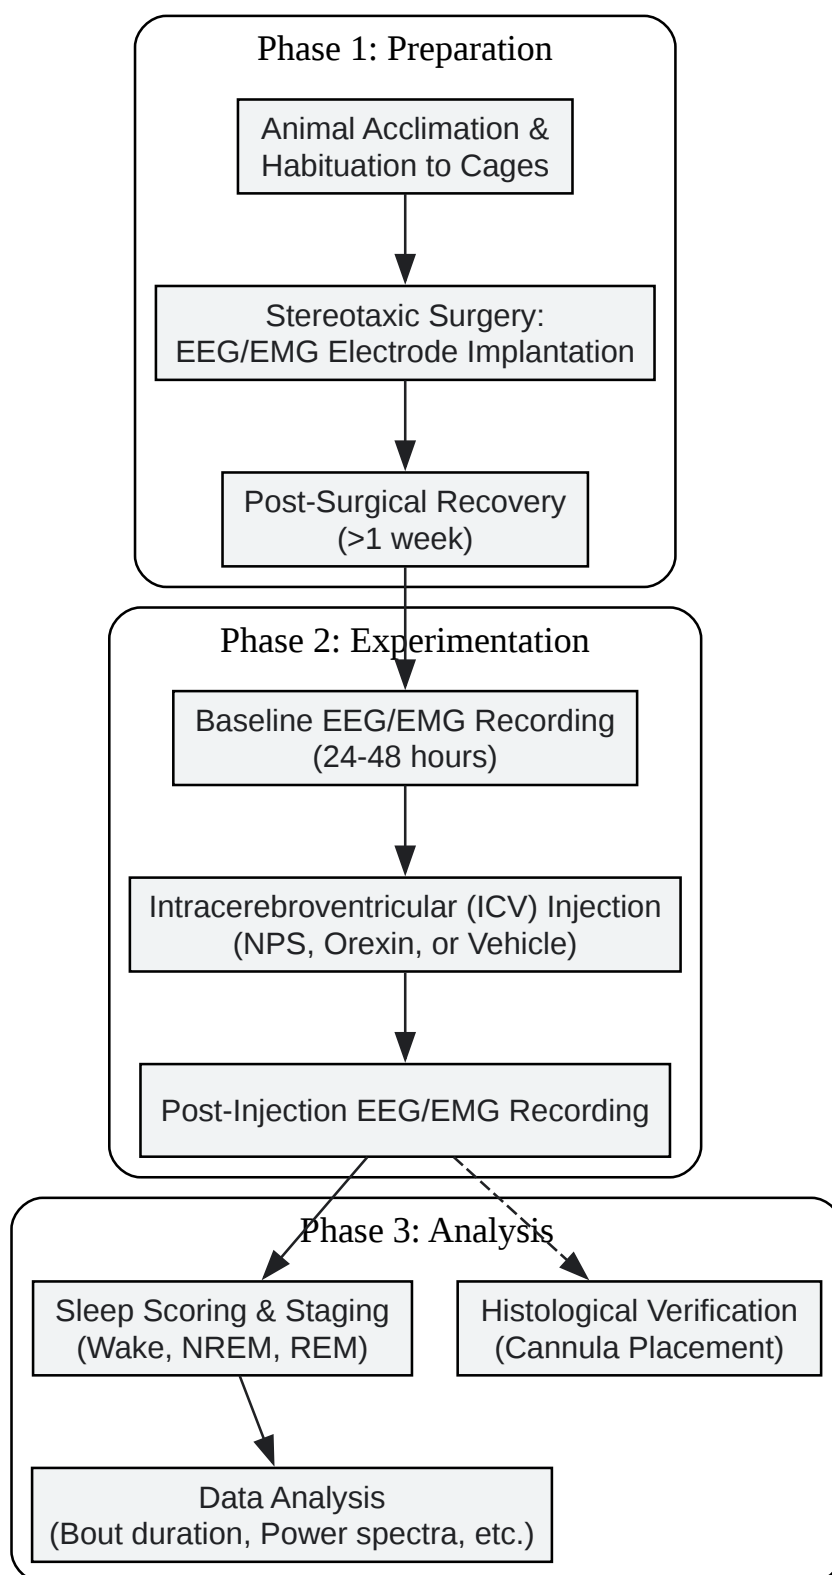 Phase 1: Preparation
Animal Acclimation &
Habituation to Cages
Stereotaxic Surgery:
EEG/EMG Electrode Implantation
Post-Surgical Recovery
(>1 week)
Phase 2: Experimentation
Baseline EEG/EMG Recording
(24-48 hours)
Intracerebroventricular (ICV) Injection
(NPS, Orexin, or Vehicle)
Post-Injection EEG/EMG Recording
Phase 3: Analysis
Sleep Scoring & Staging
(Wake, NREM, REM)
Histological Verification
(Cannula Placement)
Data Analysis
(Bout duration, Power spectra, etc.)